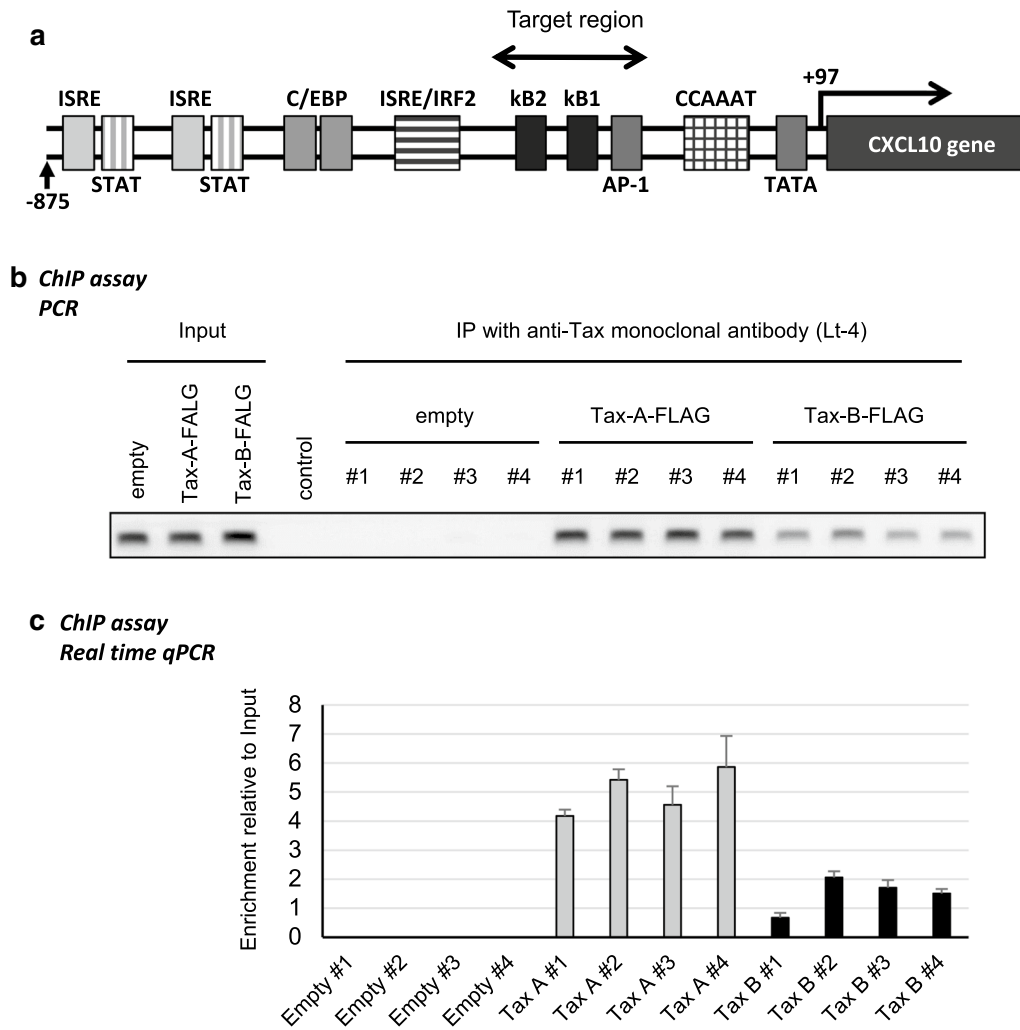 a
Target region
+97
ISRE ISRE C/EBP ISRE/IRF2 kB2 kB1 CCAAAT
CXCL10 gene
STAT STAT AP-1 TATA
-875
b ChIP assay
PCR
Input IP with anti-Tax monoclonal antibody (Lt-4)
empty Tax-A-FALG Tax-B-FALG control
empty Tax-A-FLAG Tax-B-FLAG
#1 #2 #3 #4 #1 #2 #3 #4 #1 #2 #3 #4
c ChIP assay
Real time qPCR
Enrichment relative to Input
8
7
6
5
4
3
2
1
0
Empty #1 Empty #2 Empty #3 Empty #4 Tax A #1 Tax A #2 Tax A #3 Tax A #4 Tax B #1 Tax B #2 Tax B #3 Tax B #4